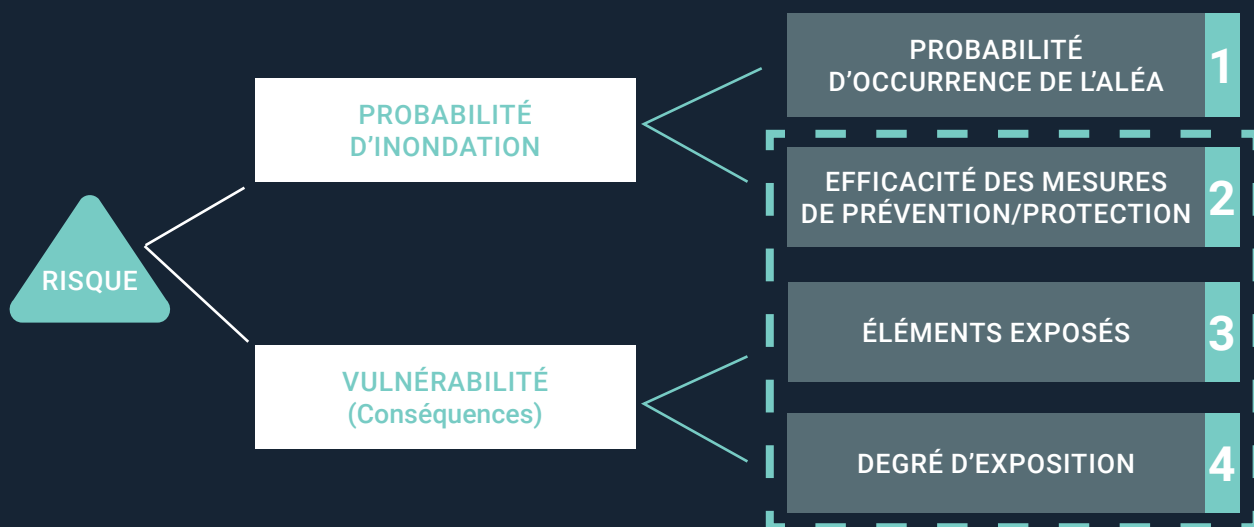 RISQUE
PROBABILITÉ
D'INONDATION
VULNÉRABILITÉ
(Conséquences)
PROBABILITÉ
D'OCCURRENCE DE L'ALÉA
1
EFFICACITÉ DES MESURES
DE PRÉVENTION/PROTECTION
2
ÉLÉMENTS EXPOSÉS
3
DEGRÉ D'EXPOSITION
4